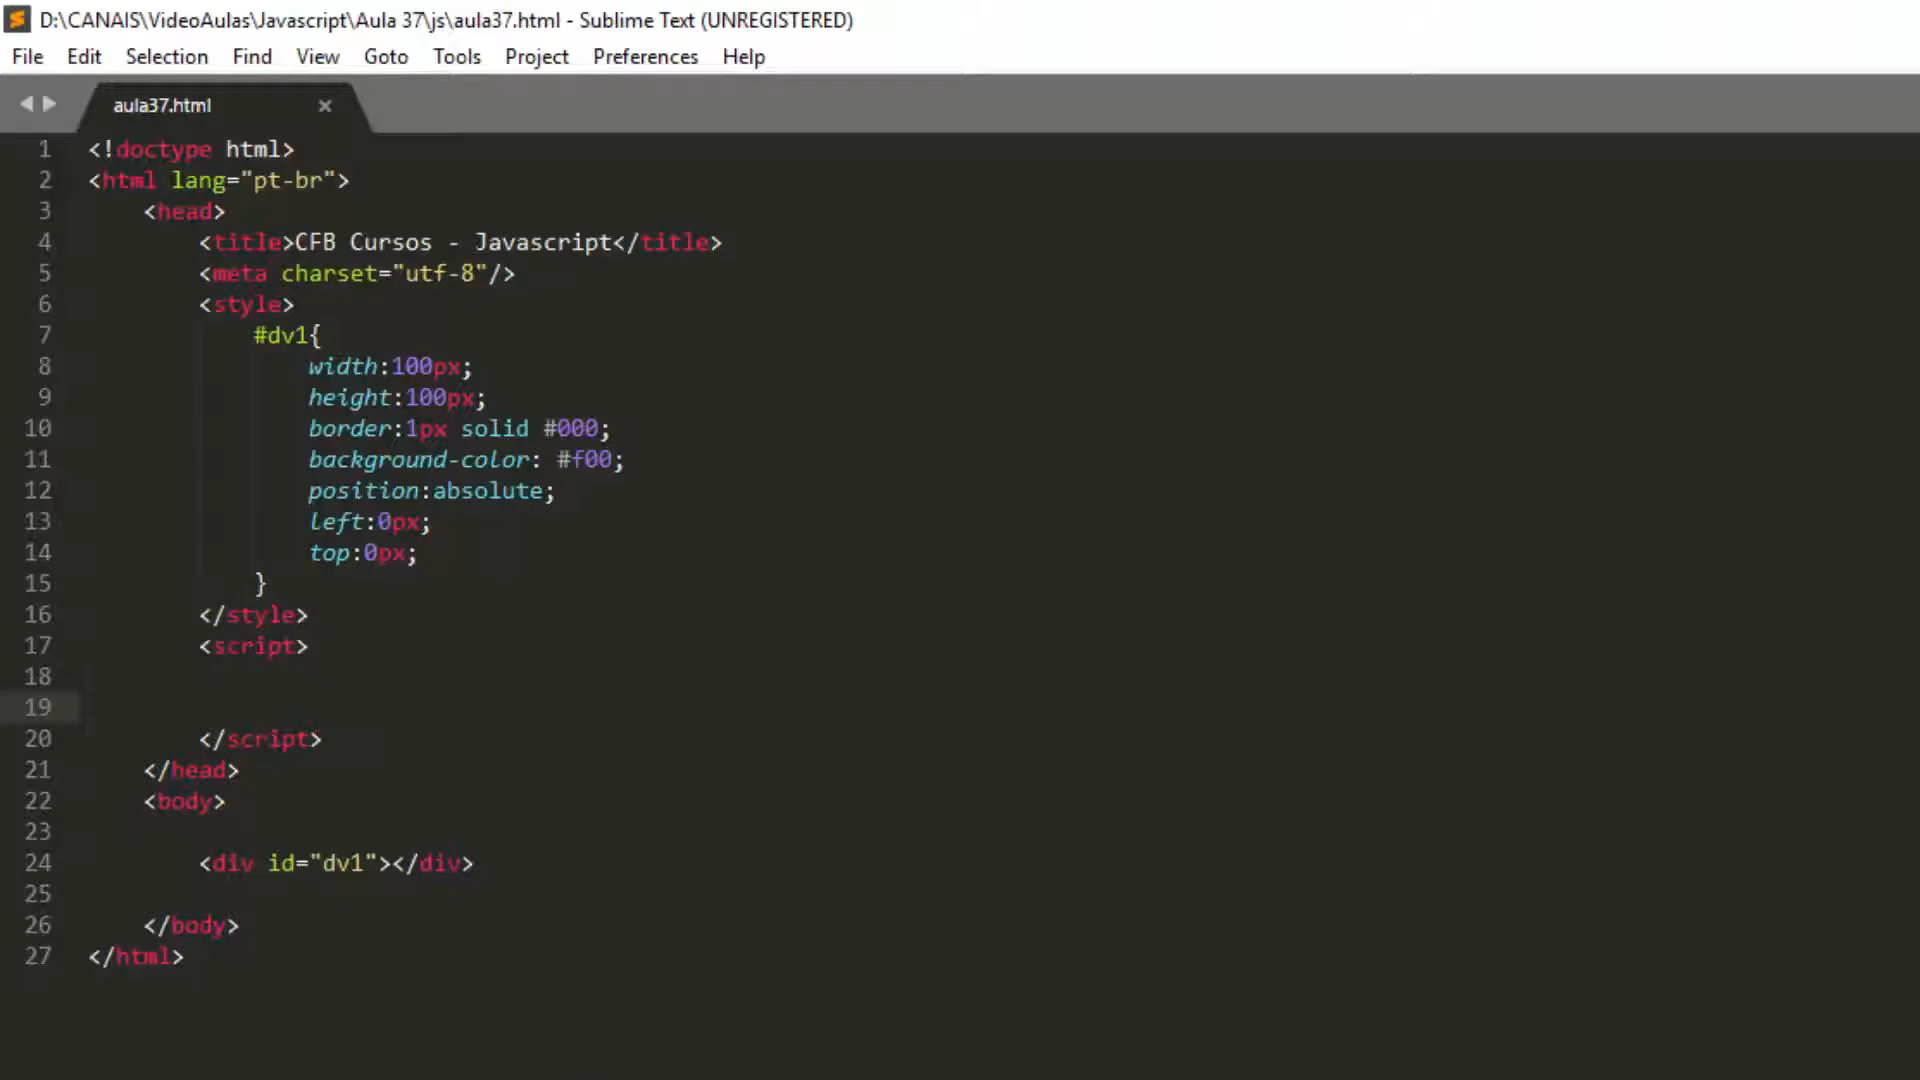 D:\CANAIS\VideoAulas\Javascript\Aula 37\js\aula37.html - Sublime Text (UNREGISTERED)
File Edit Selection Find View Goto Tools Project Preferences Help
aula37.html
1 <!doctype html>
2 <html lang="pt-br">
3 <head>
4 <title>CFB Cursos - Javascript</title>
5 <meta charset="utf-8"/>
6 <style>
7 #dv1{
8 width:100px;
9 height:100px;
10 border:1px solid #000;
11 background-color: #f00;
12 position:absolute;
13 left:0px;
14 top:0px;
15 }
16 </style>
17 <script>
18
19
20 </script>
21 </head>
22 <body>
23
24 <div id="dv1"></div>
25
26 </body>
27 </html>